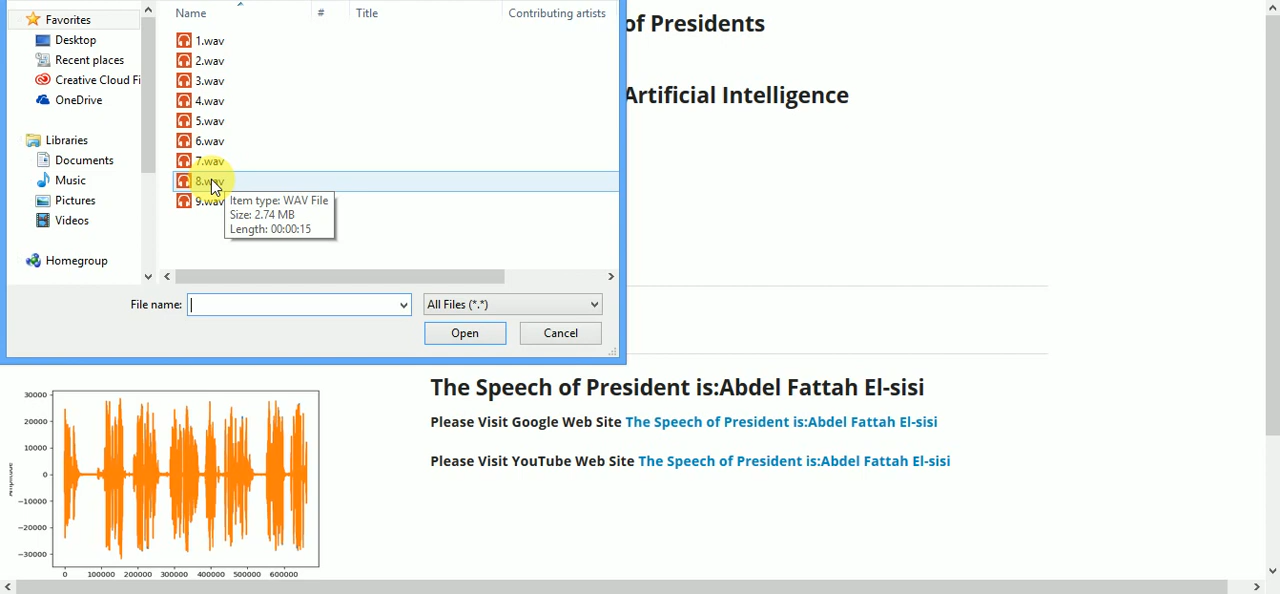 Favorites
Desktop
Recent places
Creative Cloud Fi
OneDrive
Libraries
Documents
Music
Pictures
Videos
Homegroup
Name # Title Contributing artists
1.wav
2.wav
3.wav
4.wav
5.wav
6.wav
7.wav
8.wav
9.wav
Item type: WAV File
Size: 2.74 MB
Length: 00:00:15
File name:
All Files (*.*)
Open Cancel
of Presidents
Artificial Intelligence
The Speech of President is:Abdel Fattah El-sisi
Please Visit Google Web Site The Speech of President is:Abdel Fattah El-sisi
Please Visit YouTube Web Site The Speech of President is:Abdel Fattah El-sisi
30000
20000
10000
0
−10000
−20000
−30000
0 100000 200000 300000 400000 500000 600000